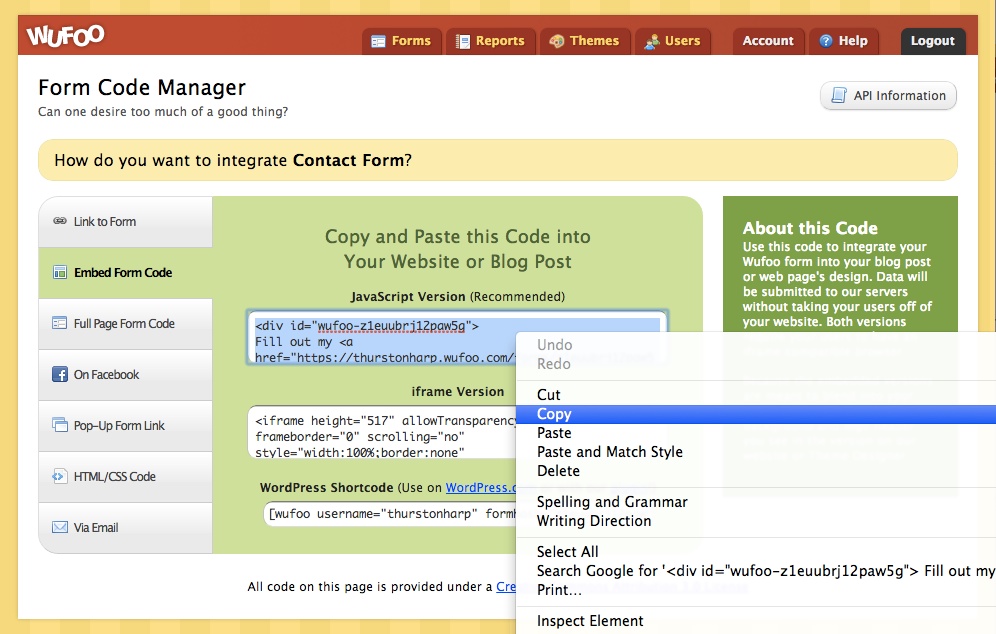 WUFOO
Forms
Reports
Themes
Users
Account
Help
Logout
Form Code Manager
Can one desire too much of a good thing?
API Information
How do you want to integrate Contact Form?
Link to Form
Embed Form Code
Full Page Form Code
On Facebook
Pop-Up Form Link
HTML/CSS Code
Via Email
Copy and Paste this Code into
Your Website or Blog Post
JavaScript Version (Recommended)
<div id="wufoo-z1euubrj12paw5g">
Fill out my <a
href="https://thurstonharp.wufoo.com/
iframe Version
<iframe height="517" allowTransparency
frameborder="0" scrolling="no"
style="width:100%;border:none"
WordPress Shortcode (Use on WordPress.c
[wufoo username="thurstonharp" form
All code on this page is provided under a Cre
About this Code
Use this code to integrate your
Wufoo form into your blog post
or web page's design. Data will
be submitted to our servers
without taking your users off of
your website. Both versions
Undo
Redo
Cut
Copy
Paste
Paste and Match Style
Delete
Spelling and Grammar
Writing Direction
Select All
Search Google for '<div id="wufoo-z1euubrj12paw5g"> Fill out my
Print...
Inspect Element